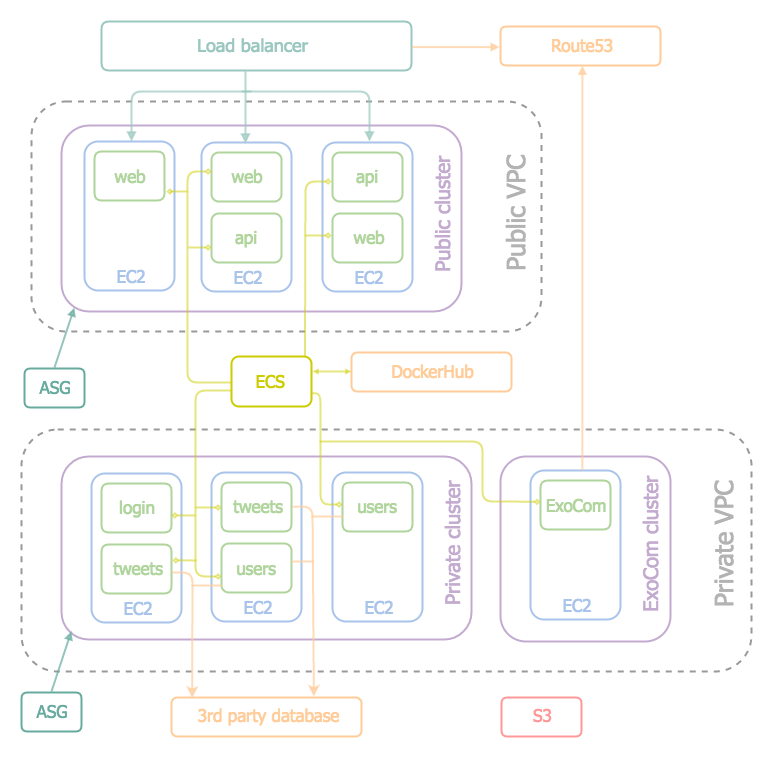 Load balancer
Route53
web
web
api
api
web
EC2
EC2
EC2
Public cluster
Public VPC
ASG
ECS
DockerHub
login
tweets
users
ExoCom
tweets
users
EC2
EC2
EC2
EC2
Private cluster
ExoCom cluster
Private VPC
ASG
3rd party database
S3